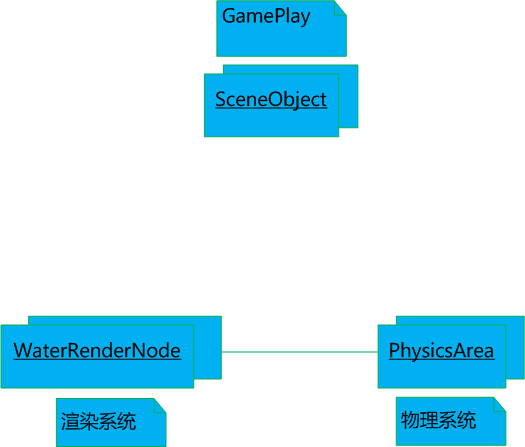 GamePlay
SceneObject
WaterRenderNode
PhysicsArea
渲染系统
物理系统